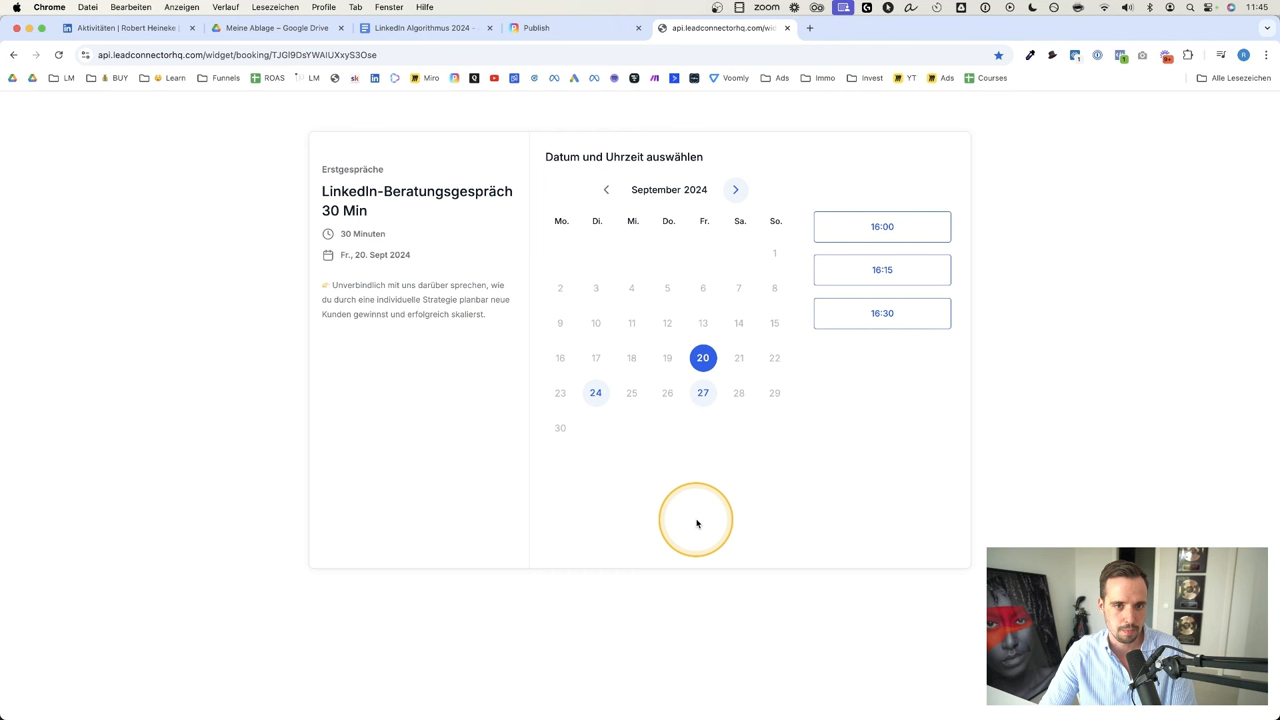 Chrome Datei Bearbeiten Anzeigen Verlauf Lesezeichen Profile Tab Fenster Hilfe zoom 11:45
Aktivitäten | Robert Heineke | Meine Ablage – Google Drive LinkedIn Algorithmus 2024 - Publish api.leadconnectorhq.com/wid
api.leadconnectorhq.com/widget/booking/TJGl9DsYWAlUXxyS3Ose
LM BUY Learn Funnels ROAS LM Miro Voomly Ads Immo Invest YT Ads Courses Alle Lesezeichen
Erstgespräche
LinkedIn-Beratungsgespräch
30 Min
30 Minuten
Fr., 20. Sept 2024
👉 Unverbindlich mit uns darüber sprechen, wie
du durch eine individuelle Strategie planbar neue
Kunden gewinnst und erfolgreich skalierst.
Datum und Uhrzeit auswählen
September 2024
Mo. Di. Mi. Do. Fr. Sa. So.
1
2 3 4 5 6 7 8
9 10 11 12 13 14 15
16 17 18 19 20 21 22
23 24 25 26 27 28 29
30
16:00
16:15
16:30